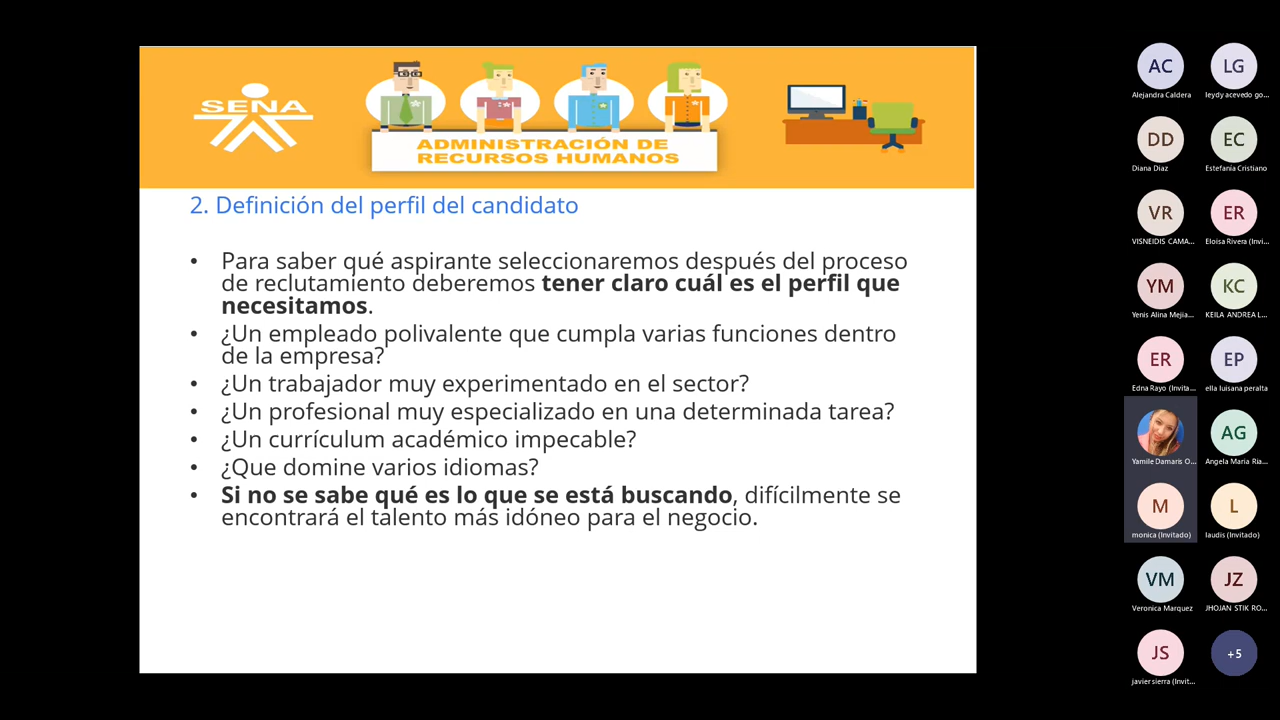 SENA
ADMINISTRACIÓN DE
RECURSOS HUMANOS
2. Definición del perfil del candidato
• Para saber qué aspirante seleccionaremos después del proceso
de reclutamiento deberemos tener claro cuál es el perfil que
necesitamos.
• ¿Un empleado polivalente que cumpla varias funciones dentro
de la empresa?
• ¿Un trabajador muy experimentado en el sector?
• ¿Un profesional muy especializado en una determinada tarea?
• ¿Un currículum académico impecable?
• ¿Que domine varios idiomas?
• Si no se sabe qué es lo que se está buscando, difícilmente se
encontrará el talento más idóneo para el negocio.
AC
Alejandra Caldera
LG
leydy acevedo go...
DD
Diana Diaz
EC
Estefanía Cristiano
VR
VISNEIDIS CAMA...
ER
Eloisa Rivera (Invi...
YM
Yenis Alina Mejia...
KC
KEILA ANDREA L...
ER
Edna Rayo (Invita...
EP
ella luisana peralta
Yamile Damaris O...
AG
Angela Maria Ria...
M
monica (Invitado)
L
laudis (Invitado)
VM
Veronica Marquez
JZ
JHOJAN STIK RO...
JS
javier sierra (Invit...
+5